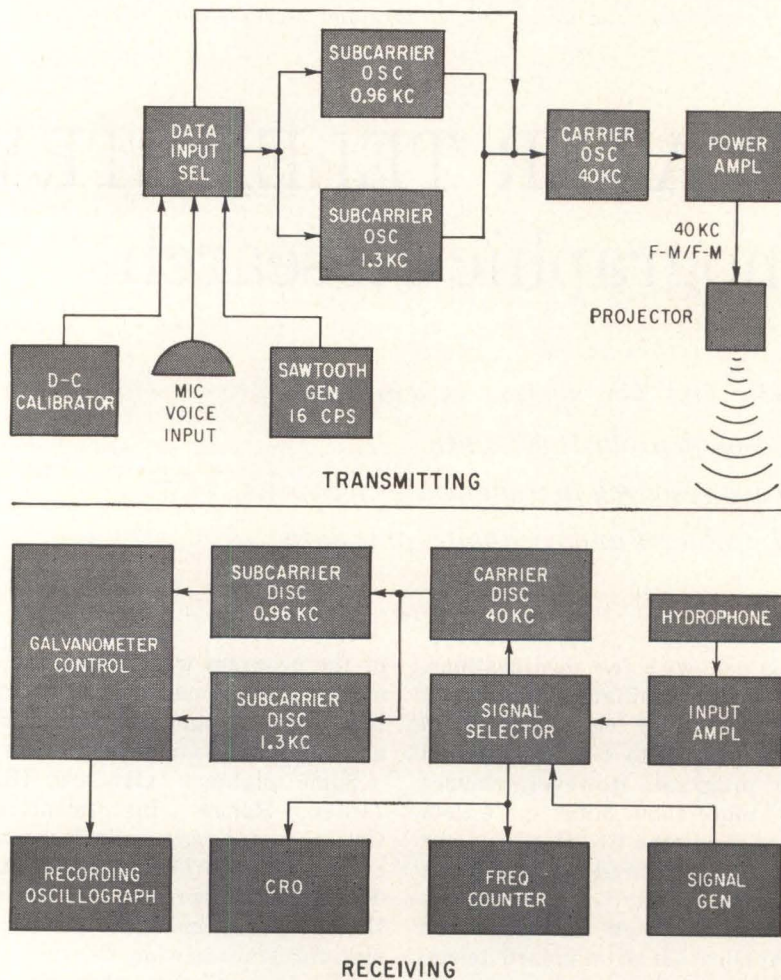 SUBCARRIER
OSC
0.96 KC
DATA
INPUT
SEL
CARRIER
OSC
40KC
POWER
AMPL
SUBCARRIER
OSC
1.3 KC
40 KC
F-M/F-M
PROJECTOR
D-C
CALIBRATOR
MIC
VOICE
INPUT
SAWTOOTH
GEN
16 CPS
TRANSMITTING
GALVANOMETER
CONTROL
SUBCARRIER
DISC
0.96 KC
CARRIER
DISC
40KC
HYDROPHONE
SUBCARRIER
DISC
1.3 KC
SIGNAL
SELECTOR
INPUT
AMPL
RECORDING
OSCILLOGRAPH
CRO
FREQ
COUNTER
SIGNAL
GEN
RECEIVING